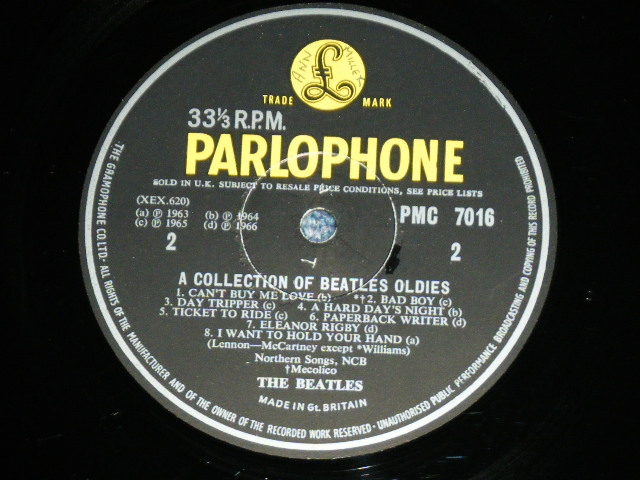 ANN MILLER
£
TRADE MARK
33⅓ R.P.M.
PARLOPHONE
SOLD IN U.K. SUBJECT TO RESALE PRICE CONDITIONS, SEE PRICE LISTS
(XEX.620)
(a) ℗ 1963 (b) ℗ 1964
(c) ℗ 1965 (d) ℗ 1966
2
PMC 7016
2
A COLLECTION OF BEATLES OLDIES
1. CAN'T BUY ME LOVE (b) *†2. BAD BOY (c)
3. DAY TRIPPER (c) 4. A HARD DAY'S NIGHT (b)
5. TICKET TO RIDE (c) 6. PAPERBACK WRITER (d)
7. ELEANOR RIGBY (d)
8. I WANT TO HOLD YOUR HAND (a)
(Lennon—McCartney except *Williams)
Northern Songs, NCB
†Mecolico
THE BEATLES
MADE IN Gt. BRITAIN
THE GRAMOPHONE CO. LTD · ALL RIGHTS OF THE MANUFACTURER AND OF THE OWNER OF THE RECORDED WORK RESERVED · UNAUTHORISED PUBLIC PERFORMANCE BROADCASTING AND COPYING OF THIS RECORD PROHIBITED